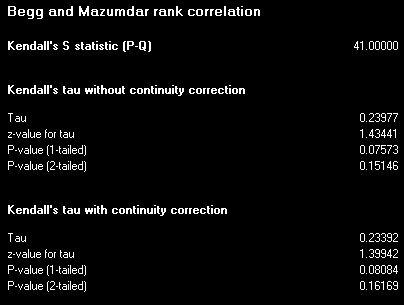 Begg and Mazumdar rank correlation
Kendall's S statistic (P-Q) 41.00000
Kendall's tau without continuity correction
Tau 0.23977
z-value for tau 1.43441
P-value (1-tailed) 0.07573
P-value (2-tailed) 0.15146
Kendall's tau with continuity correction
Tau 0.23392
z-value for tau 1.39942
P-value (1-tailed) 0.08084
P-value (2-tailed) 0.16169